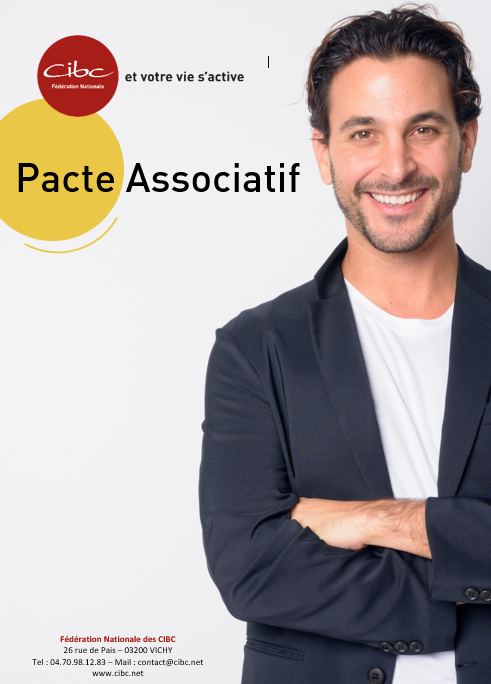 cibc
Fédération Nationale
et votre vie s’active
Pacte Associatif
Fédération Nationale des CIBC
26 rue de Pais – 03200 VICHY
Tel : 04.70.98.12.83 – Mail : contact@cibc.net
www.cibc.net